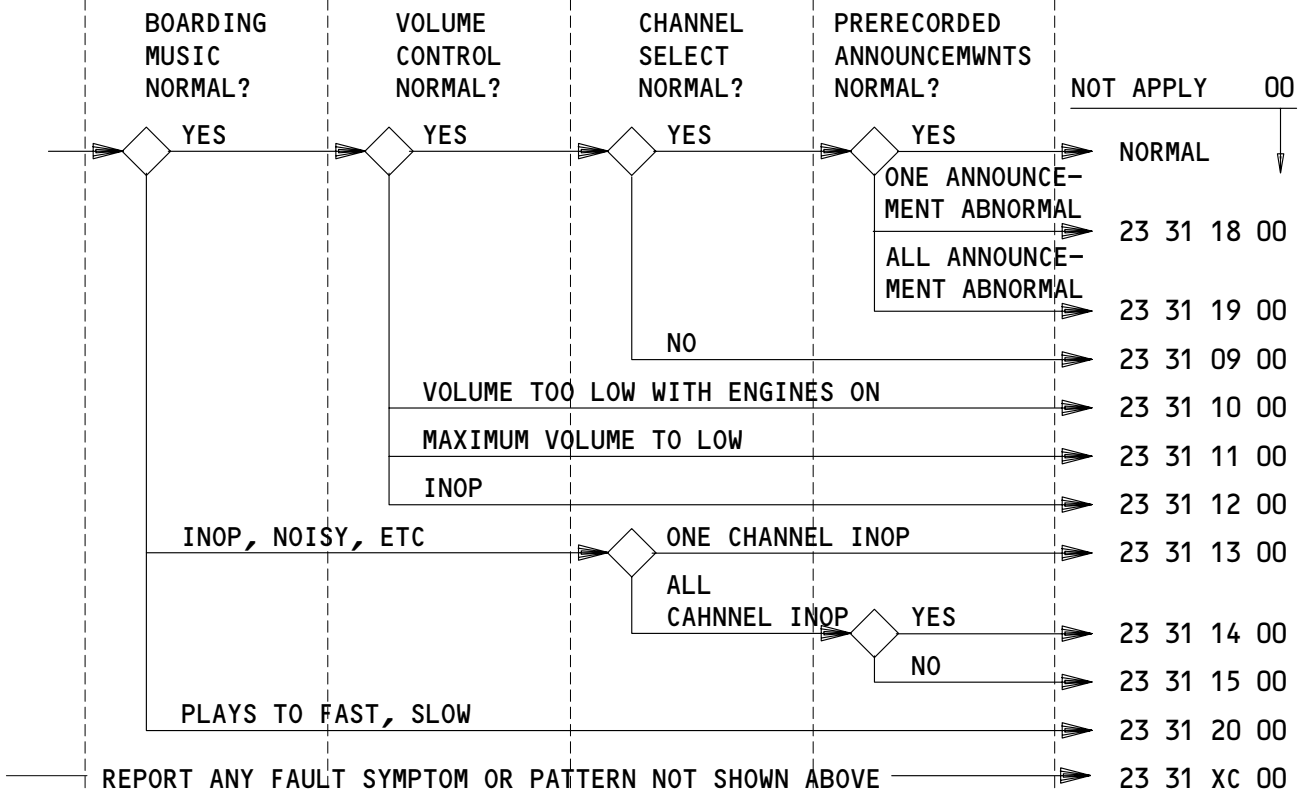 BOARDING
MUSIC
NORMAL?
VOLUME
CONTROL
NORMAL?
CHANNEL
SELECT
NORMAL?
PRERECORDED
ANNOUNCEMWNTS
NORMAL?
NOT APPLY 00
YES
YES
YES
YES
NORMAL
ONE ANNOUNCE-
MENT ABNORMAL
23 31 18 00
ALL ANNOUNCE-
MENT ABNORMAL
23 31 19 00
NO
23 31 09 00
VOLUME TOO LOW WITH ENGINES ON
23 31 10 00
MAXIMUM VOLUME TO LOW
23 31 11 00
INOP
23 31 12 00
INOP, NOISY, ETC
ONE CHANNEL INOP
23 31 13 00
ALL
CAHNNEL INOP
YES
23 31 14 00
NO
23 31 15 00
PLAYS TO FAST, SLOW
23 31 20 00
REPORT ANY FAULT SYMPTOM OR PATTERN NOT SHOWN ABOVE
23 31 XC 00